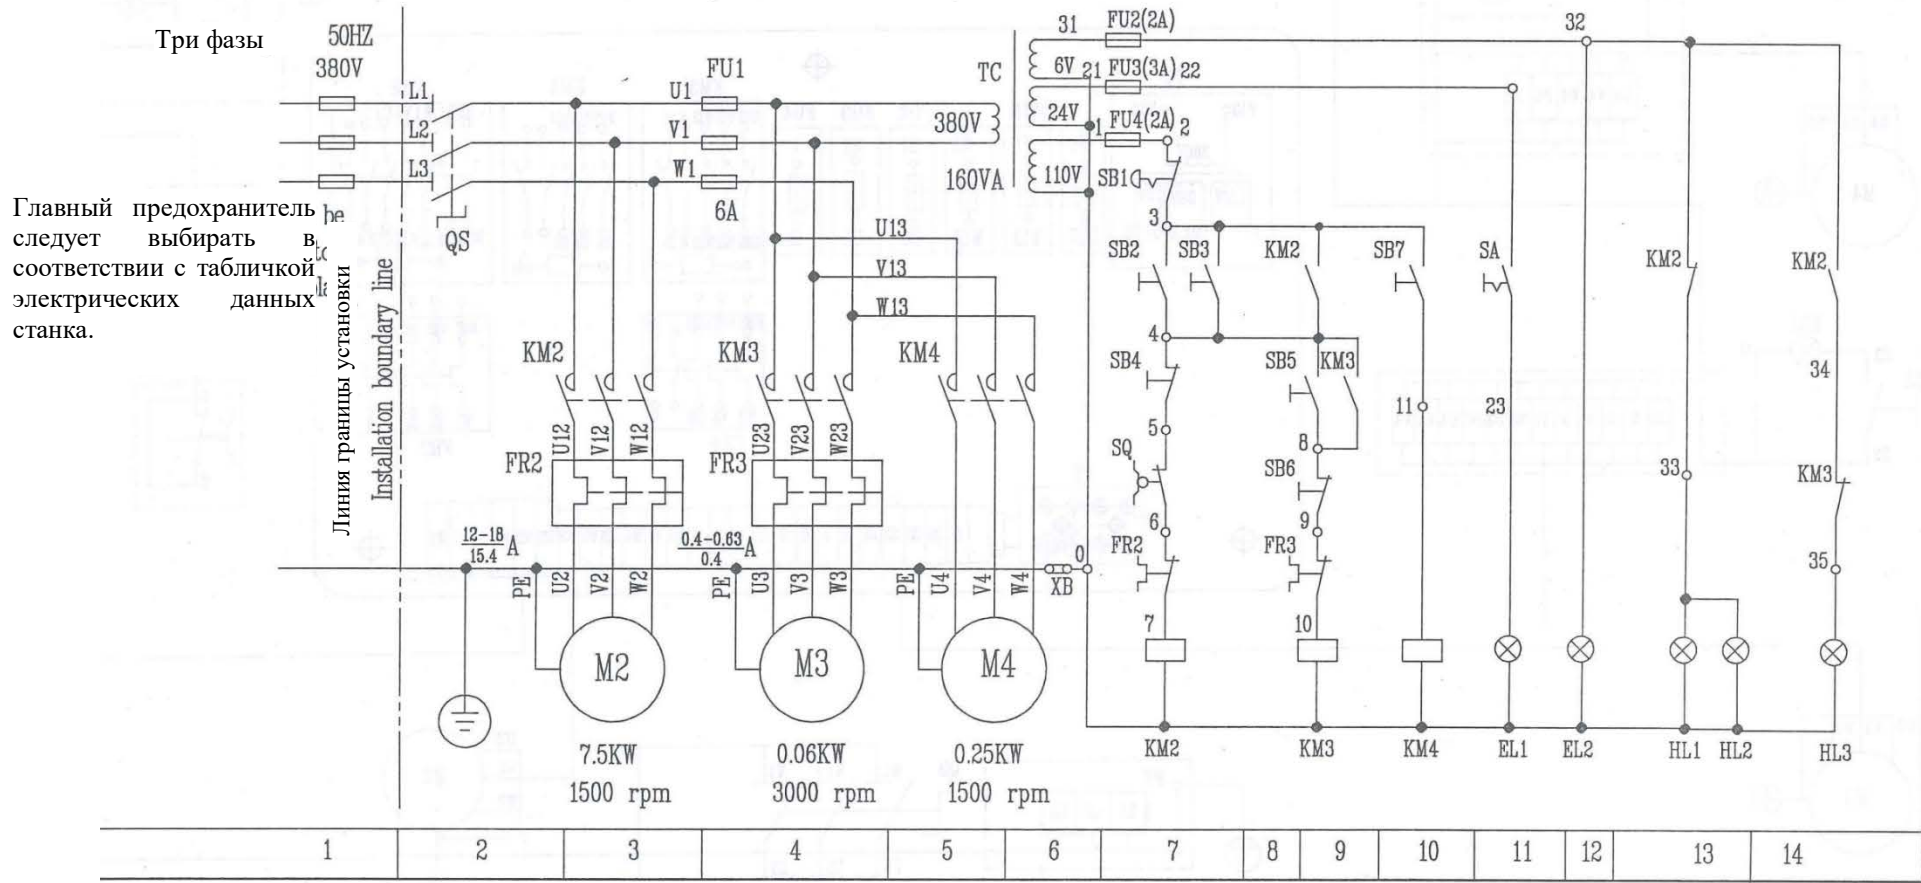 Три фазы
50HZ
380V
Главный предохранитель
следует выбирать в
соответствии с табличкой
электрических данных
станка.
Линия границы установки
Installation boundary line
L1
L2
L3
QS
FU1
U1
V1
W1
6A
U13
V13
W13
TC
380V
160VA
31
FU2(2A)
32
6V
21
FU3(3A)
22
24V
1
FU4(2A)
2
110V
SB1
3
SB2
SB3
KM2
SB7
SA
KM2
KM2
KM2
KM3
KM4
4
SB4
SB5
KM3
34
11
23
U12
V12
W12
U23
V23
W23
5
8
FR2
FR3
SQ
SB6
33
KM3
6
9
12-18
15.4
A
0.4-0.63
0.4
A
FR2
FR3
35
PE
U2
V2
W2
PE
U3
V3
W3
PE
U4
V4
W4
XB
0
7
10
M2
M3
M4
7.5KW
1500 rpm
0.06KW
3000 rpm
0.25KW
1500 rpm
KM2
KM3
KM4
EL1
EL2
HL1
HL2
HL3
1 2 3 4 5 6 7 8 9 10 11 12 13 14